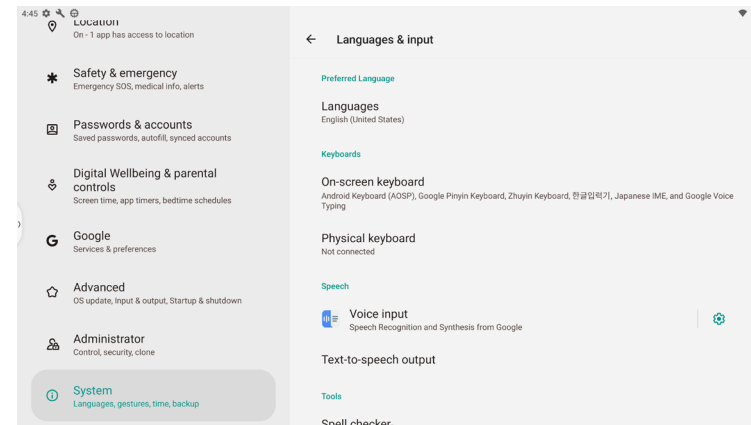 4:45
Location
On - 1 app has access to location
Safety & emergency
Emergency SOS, medical info, alerts
Passwords & accounts
Saved passwords, autofill, synced accounts
Digital Wellbeing & parental
controls
Screen time, app timers, bedtime schedules
Google
Services & preferences
Advanced
OS update, Input & output, Startup & shutdown
Administrator
Control, security, clone
System
Languages, gestures, time, backup
Languages & input
Preferred Language
Languages
English (United States)
Keyboards
On-screen keyboard
Android Keyboard (AOSP), Google Pinyin Keyboard, Zhuyin Keyboard, 한글입력기, Japanese IME, and Google Voice
Typing
Physical keyboard
Not connected
Speech
Voice input
Speech Recognition and Synthesis from Google
Text-to-speech output
Tools
Spell checker